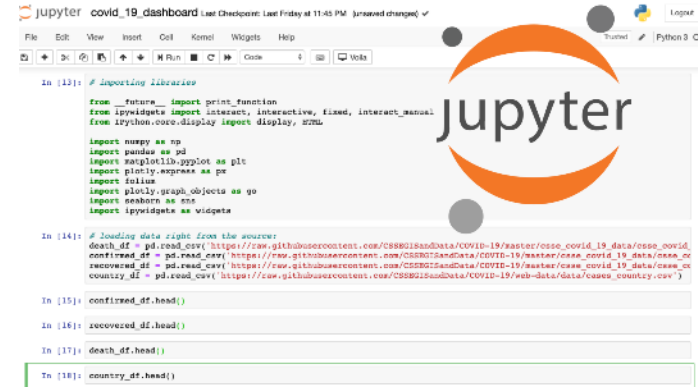 jupyter covid_19_dashboard Last Checkpoint: Last Friday at 11:45 PM (unsaved changes)
Logout
File Edit View Insert Cell Kernel Widgets Help
Trusted Python 3
Run Code Voila
In [13]: # importing libraries
from __future__ import print_function
from ipywidgets import interact, interactive, fixed, interact_manual
from IPython.core.display import display, HTML
import numpy as np
import pandas as pd
import matplotlib.pyplot as plt
import plotly.express as px
import folium
import plotly.graph_objects as go
import seaborn as sns
import ipywidgets as widgets
jupyter
In [14]: # loading data right from the source:
death_df = pd.read_csv('https://raw.githubusercontent.com/CSSEGISandData/COVID-19/master/csse_covid_19_data/csse_covid_
confirmed_df = pd.read_csv('https://raw.githubusercontent.com/CSSEGISandData/COVID-19/master/csse_covid_19_data/csse_co
recovered_df = pd.read_csv('https://raw.githubusercontent.com/CSSEGISandData/COVID-19/master/csse_covid_19_data/csse_co
country_df = pd.read_csv('https://raw.githubusercontent.com/CSSEGISandData/COVID-19/web-data/data/cases_country.csv')
In [15]: confirmed_df.head()
In [16]: recovered_df.head()
In [17]: death_df.head()
In [18]: country_df.head()